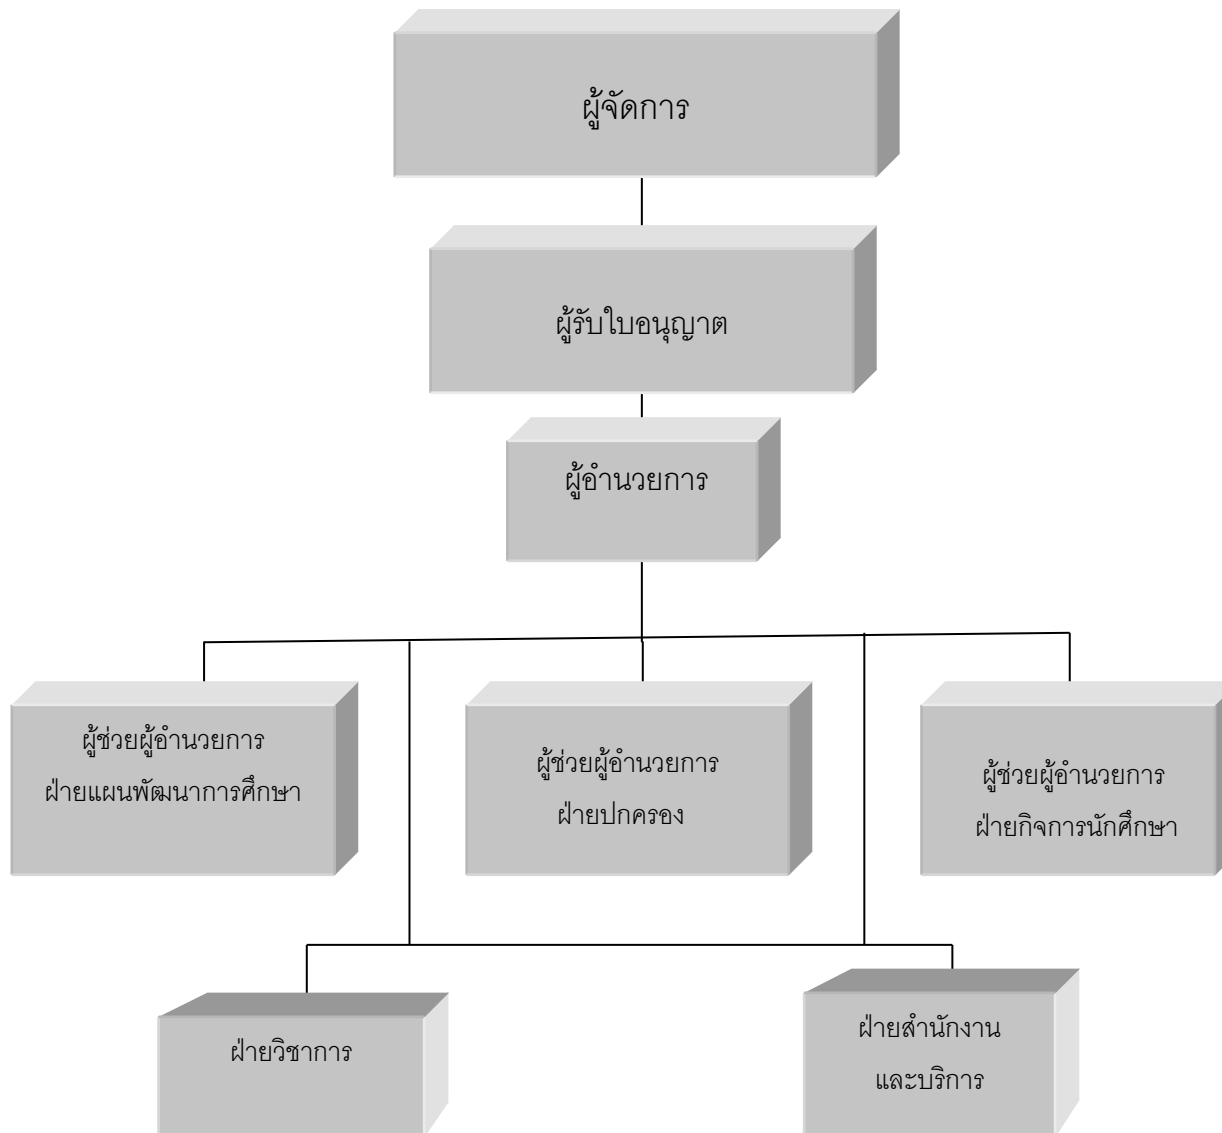 ผู้จัดการ
ผู้รับใบอนุญาต
ผู้อำนวยการ
ผู้ช่วยผู้อำนวยการ
ฝ่ายแผนพัฒนาการศึกษา
ผู้ช่วยผู้อำนวยการ
ฝ่ายปกครอง
ผู้ช่วยผู้อำนวยการ
ฝ่ายกิจการนักศึกษา
ฝ่ายวิชาการ
ฝ่ายสำนักงาน
และบริการ